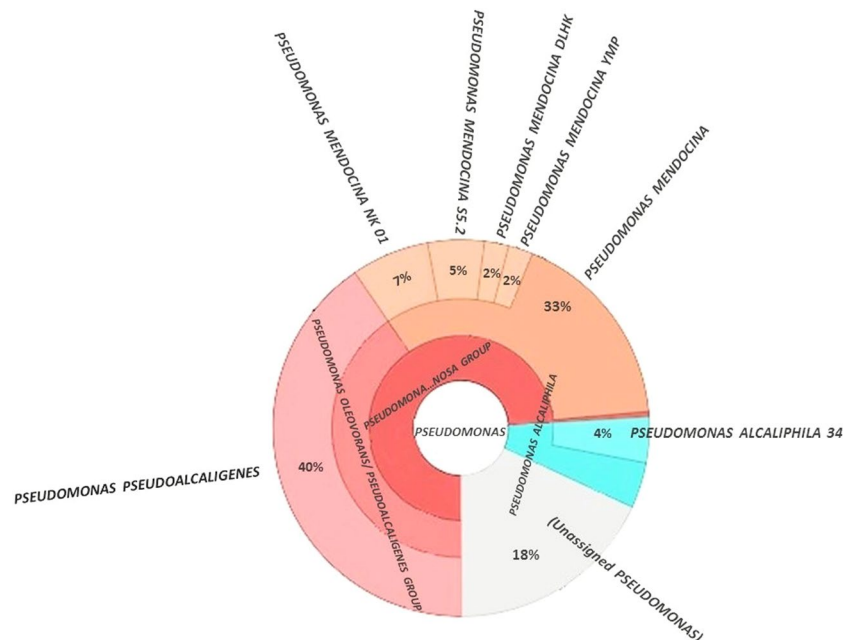 PSEUDOMONAS MENDOCINA NK 01
PSEUDOMONAS MENDOCINA S5.2
PSEUDOMONAS MENDOCINA DLHK
PSEUDOMONAS MENDOCINA YMP
PSEUDOMONAS MENDOCINA
7%
5%
2%
2%
33%
PSEUDOMONA...NOSA GROUP
PSEUDOMONAS OLEOVORANS/ PSEUDOALCALIGENES GROUP
PSEUDOMONAS
PSEUDOMONAS ALCALIPHILA
4%
PSEUDOMONAS ALCALIPHILA 34
40%
PSEUDOMONAS PSEUDOALCALIGENES
18%
(Unassigned PSEUDOMONAS)